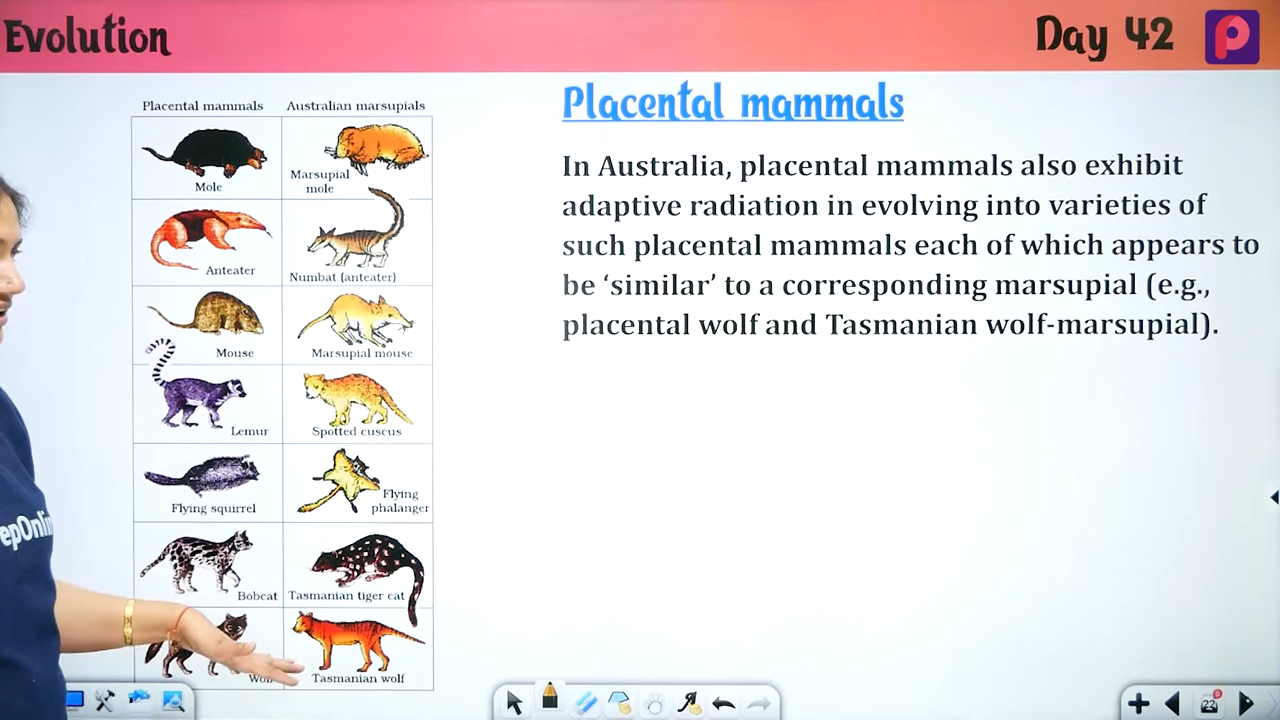 Evolution
Day 42
Placental mammals
Australian marsupials
Mole
Marsupial
mole
Anteater
Numbat (anteater)
Mouse
Marsupial mouse
Lemur
Spotted cuscus
Flying squirrel
Flying
phalanger
Bobcat
Tasmanian tiger cat
Tasmanian wolf
Placental mammals
In Australia, placental mammals also exhibit
adaptive radiation in evolving into varieties of
such placental mammals each of which appears to
be ‘similar’ to a corresponding marsupial (e.g.,
placental wolf and Tasmanian wolf-marsupial).
epOnlin
22